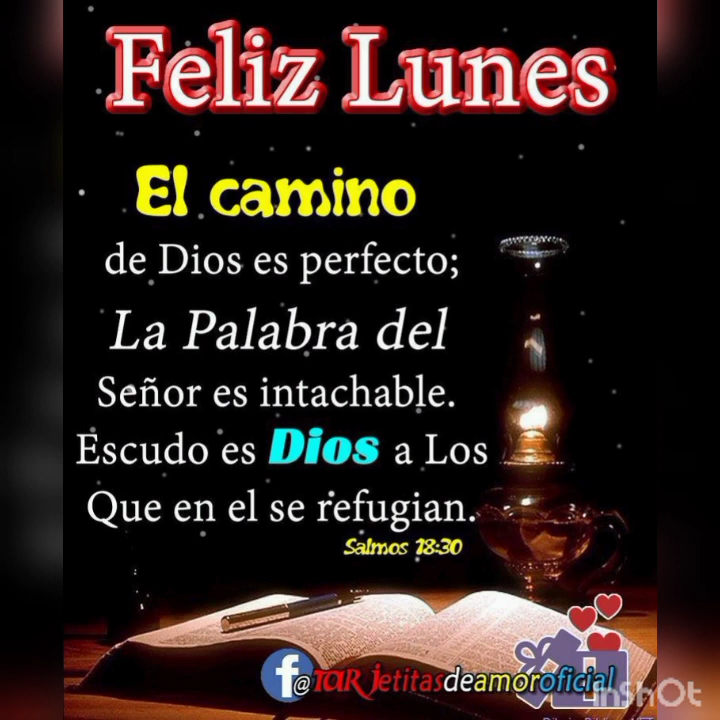 Feliz Lunes
El camino
de Dios es perfecto;
La Palabra del
Señor es intachable.
Escudo es Dios a Los
Que en el se refugian.
Salmos 18:30
f@TARjetitasdeamoroficial
InshOt